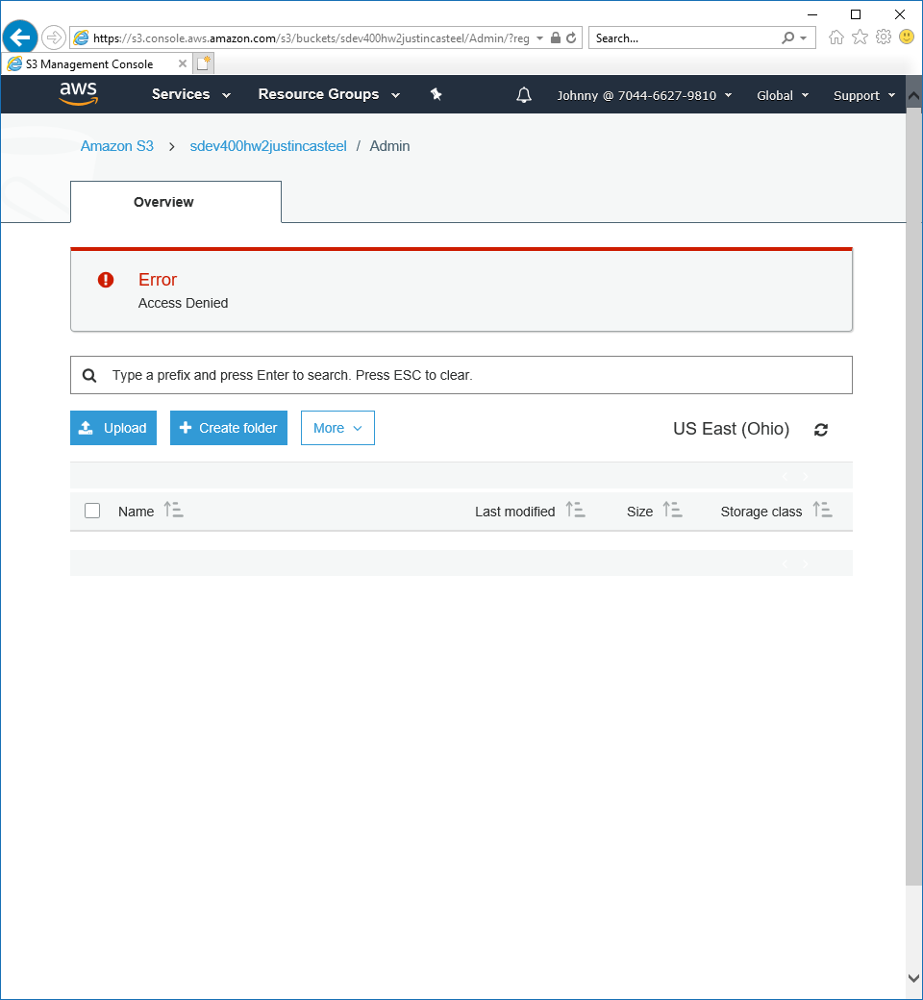 https://s3.console.aws.amazon.com/s3/buckets/sdev400hw2justincasteel/Admin/?reg
Search...
S3 Management Console
aws Services Resource Groups Johnny @ 7044-6627-9810 Global Support
Amazon S3 > sdev400hw2justincasteel / Admin
Overview
Error
Access Denied
Type a prefix and press Enter to search. Press ESC to clear.
Upload Create folder More US East (Ohio)
Name Last modified Size Storage class